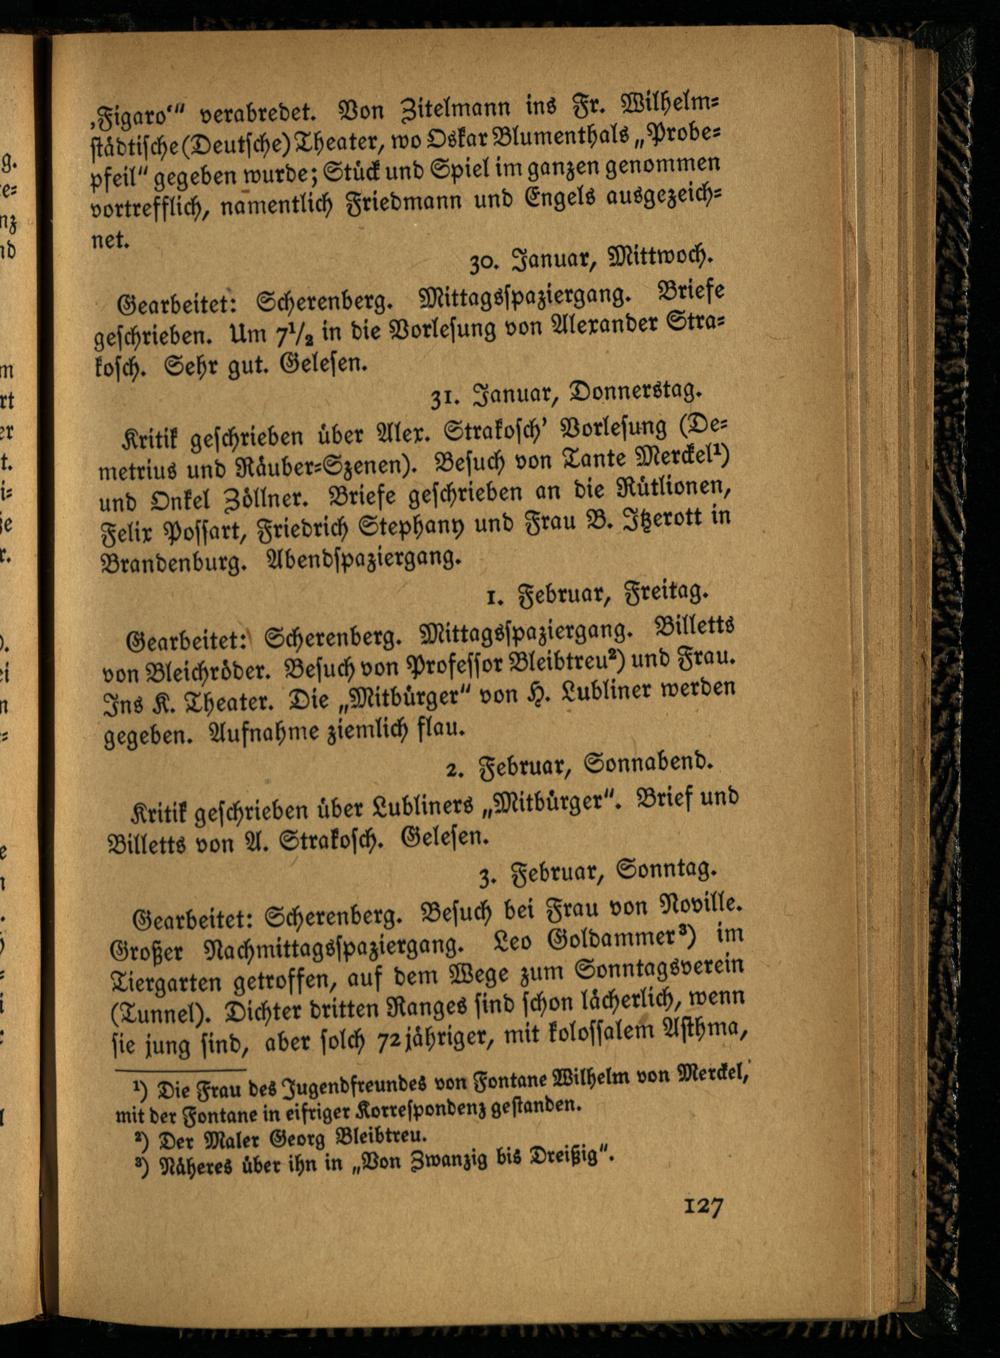 ‚Figaro‘“ verabredet. Von Zitelmann ins Fr. Wilhelm-
städtische (Deutsche) Theater, wo Oskar Blumenthals „Probe-
pfeil“ gegeben wurde; Stück und Spiel im ganzen genommen
vortrefflich, namentlich Friedmann und Engels ausgezeich-
net.
30. Januar, Mittwoch.
Gearbeitet: Scherenberg. Mittagsspaziergang. Briefe
geschrieben. Um 7½ in die Vorlesung von Alexander Stra-
kosch. Sehr gut. Gelesen.
31. Januar, Donnerstag.
Kritik geschrieben über Alex. Strakosch’ Vorlesung (De-
metrius und Räuber-Szenen). Besuch von Tante Merckel¹)
und Onkel Zöllner. Briefe geschrieben an die Rütlionen,
Felix Possart, Friedrich Stephany und Frau B. Itzerott in
Brandenburg. Abendspaziergang.
1. Februar, Freitag.
Gearbeitet: Scherenberg. Mittagsspaziergang. Billetts
von Bleichröder. Besuch von Professor Bleibtreu²) und Frau.
Ins K. Theater. Die „Mitbürger“ von H. Lubliner werden
gegeben. Aufnahme ziemlich flau.
2. Februar, Sonnabend.
Kritik geschrieben über Lubliners „Mitbürger“. Brief und
Billetts von A. Strakosch. Gelesen.
3. Februar, Sonntag.
Gearbeitet: Scherenberg. Besuch bei Frau von Noville.
Großer Nachmittagsspaziergang. Leo Goldammer³) im
Tiergarten getroffen, auf dem Wege zum Sonntagsverein
(Tunnel). Dichter dritten Ranges sind schon lächerlich, wenn
sie jung sind, aber solch 72jähriger, mit kolossalem Asthma,
¹) Die Frau des Jugendfreundes von Fontane Wilhelm von Merckel,
mit der Fontane in eifriger Korrespondenz gestanden.
²) Der Maler Georg Bleibtreu.
³) Näheres über ihn in „Von Zwanzig bis Dreißig“.
127